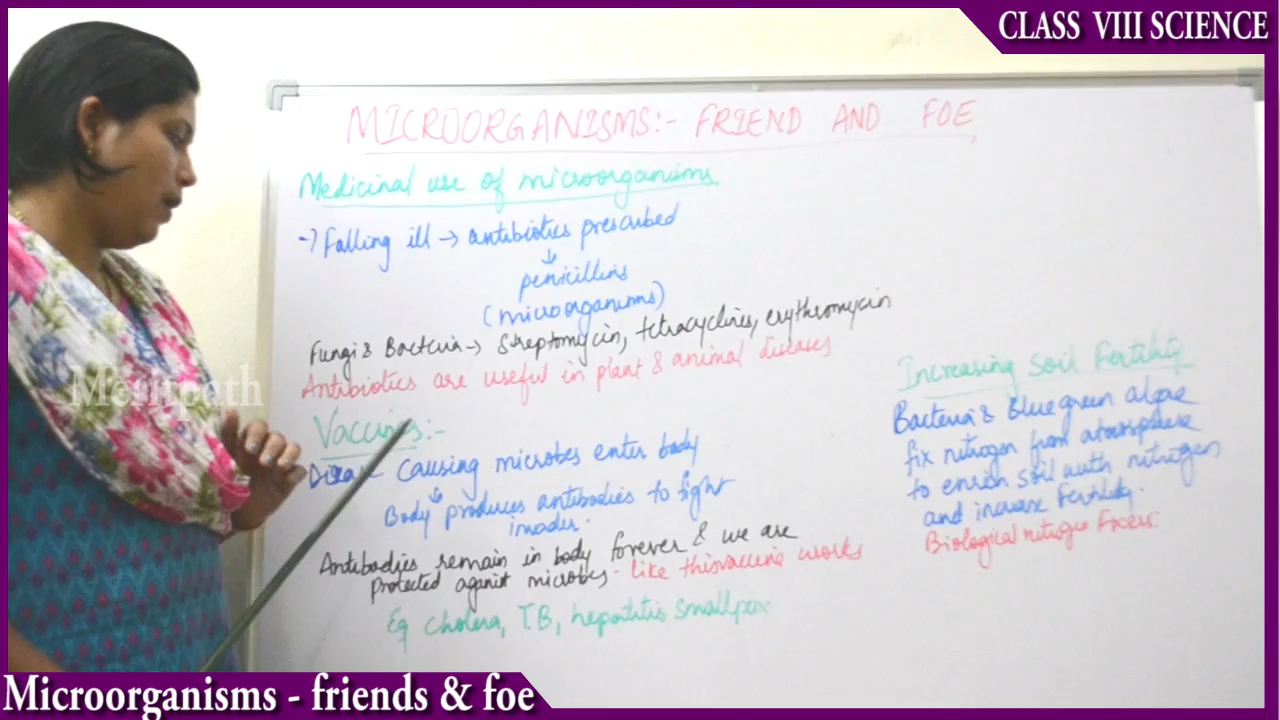 CLASS VIII SCIENCE
MICROORGANISMS:- FRIEND AND FOE
Medicinal use of microorganisms
-) Falling ill → antibiotics prescribed
↓
penicillins
(microorganisms)
Fungi & Bacteria → Streptomycin, tetracyclines, erythromycin
Antibiotics are useful in plant & animal diseases
Vaccines:-
Disease causing microbes enter body
↓
Body produces antibodies to fight
invader.
Antibodies remain in body forever & we are
protected against microbes - like this vaccine works
Eg cholera, T.B, hepatitis smallpox
Increasing Soil Fertility
Bacteria & Blue green algae
fix nitrogen from atmosphere
to enrich soil with nitrogen
and increase fertility.
Biological nitrogen fixers:
Meritpath
Microorganisms - friends & foe